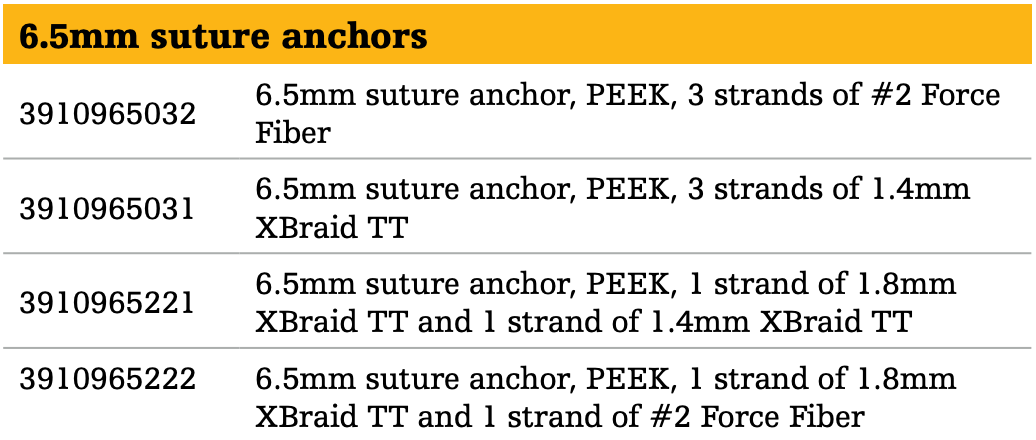 6.5mm suture anchors
3910965032
6.5mm suture anchor, PEEK, 3 strands of #2 Force
Fiber
3910965031
6.5mm suture anchor, PEEK, 3 strands of 1.4mm
XBraid TT
3910965221
6.5mm suture anchor, PEEK, 1 strand of 1.8mm
XBraid TT and 1 strand of 1.4mm XBraid TT
3910965222
6.5mm suture anchor, PEEK, 1 strand of 1.8mm
XBraid TT and 1 strand of #2 Force Fiber